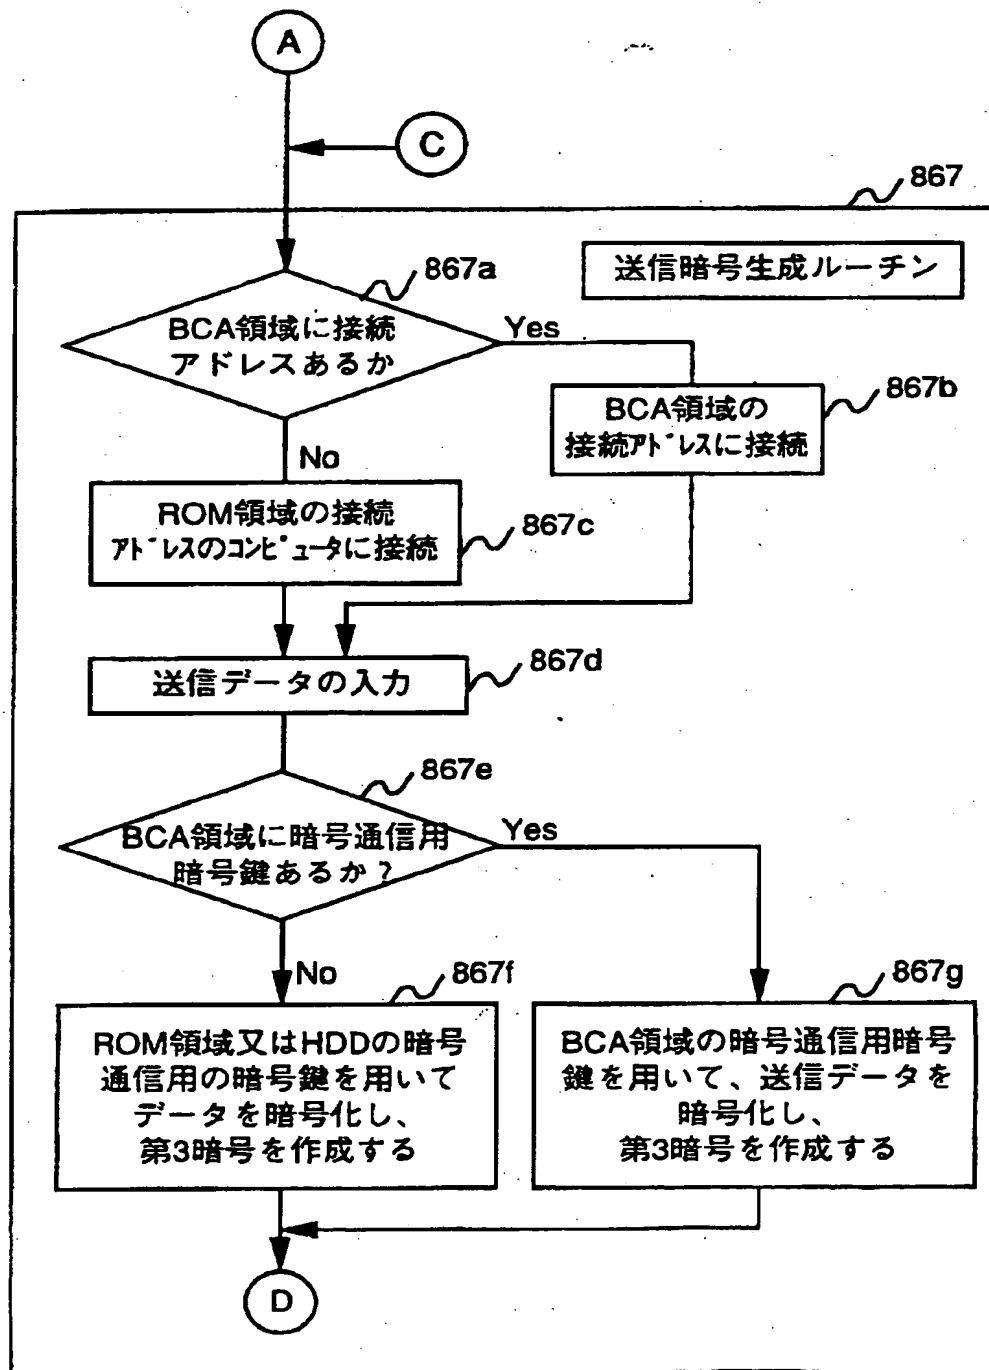 A
C
867
送信暗号生成ルーチン
867a
BCA領域に接続
アドレスあるか
Yes
867b
BCA領域の
接続アドレスに接続
No
ROM領域の接続
アドレスのコンピュータに接続
867c
送信データの入力
867d
867e
BCA領域に暗号通信用
暗号鍵あるか？
Yes
No
867f
ROM領域又はHDDの暗号
通信用の暗号鍵を用いて
データを暗号化し、
第3暗号を作成する
867g
BCA領域の暗号通信用暗号
鍵を用いて、送信データを
暗号化し、
第3暗号を作成する
D